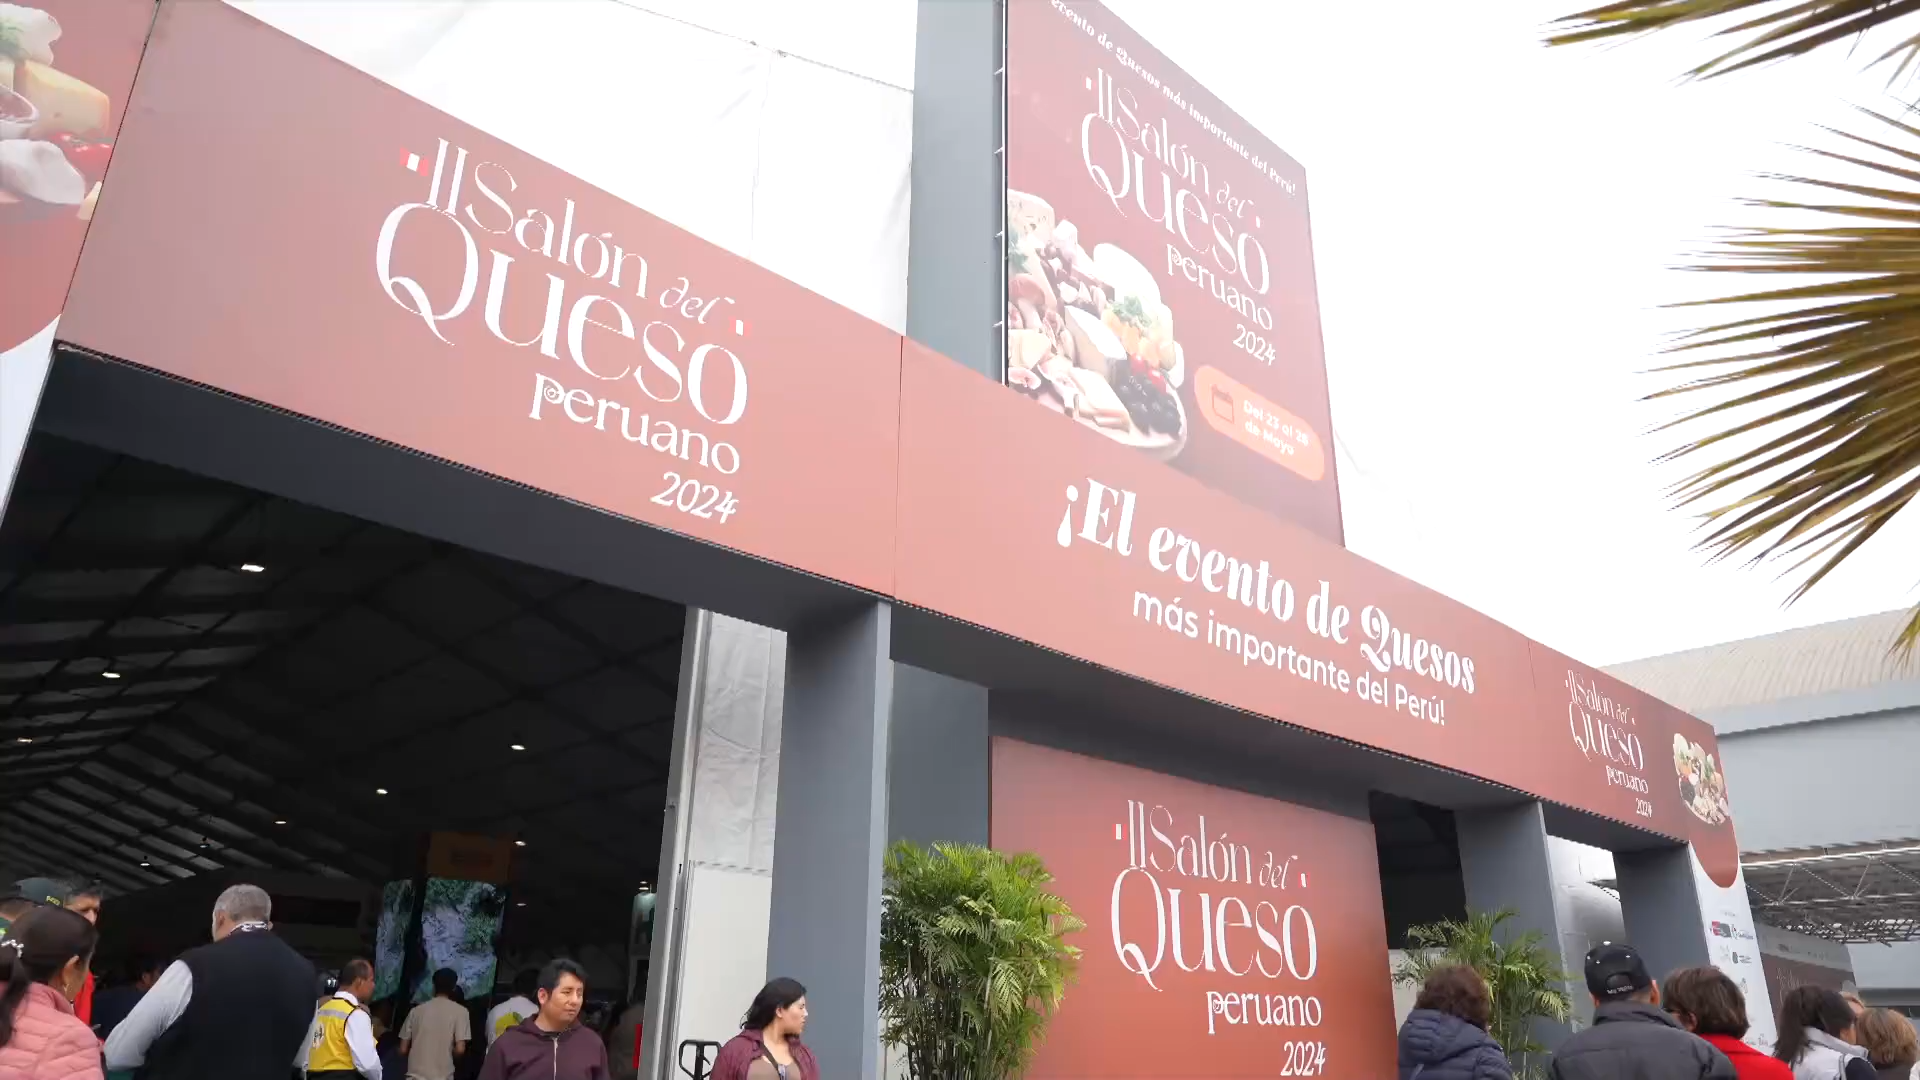 II Salón del
Queso
peruano
2024
evento de Quesos más importante del Perú!
II Salón del
Queso
peruano
2024
Del 23 al 26
de Mayo
¡El evento de Quesos
más importante del Perú!
II Salón del
Queso
peruano
2024
II Salón del
Queso
peruano
2024